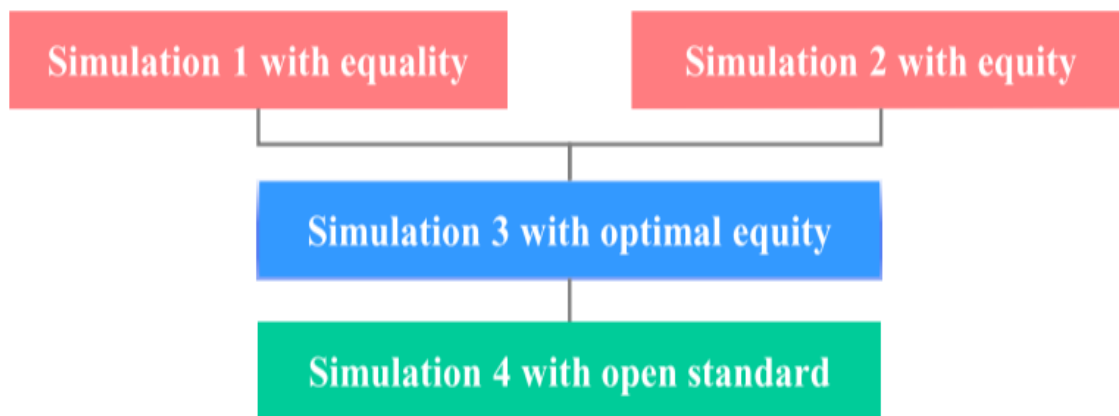 Simulation 1 with equality
Simulation 2 with equity
Simulation 3 with optimal equity
Simulation 4 with open standard